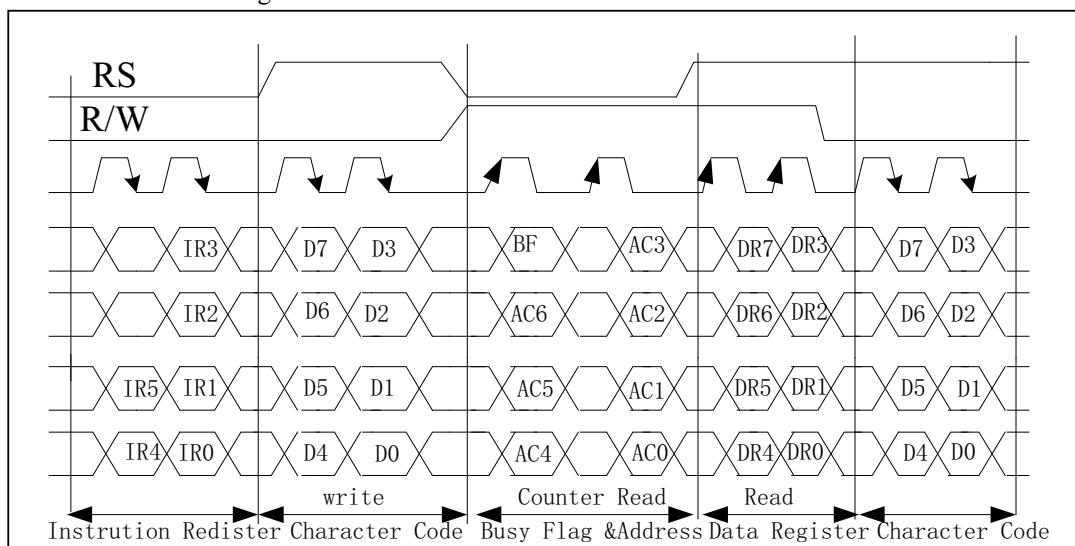 RS
R/W
IR3 D7 D3 BF AC3 DR7 DR3 D7 D3
IR2 D6 D2 AC6 AC2 DR6 DR2 D6 D2
IR5 IR1 D5 D1 AC5 AC1 DR5 DR1 D5 D1
IR4 IR0 D4 D0 AC4 AC0 DR4 DR0 D4 D0
write Counter Read Read
Instrution Redister Character Code Busy Flag &Address Data Register Character Code